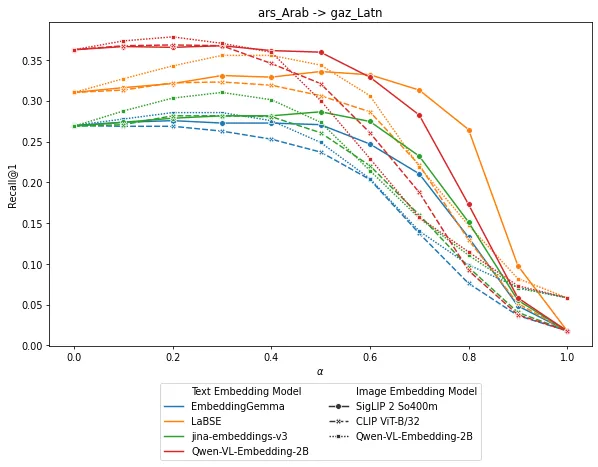 ars_Arab -> gaz_Latn
Recall@1
0.35
0.30
0.25
0.20
0.15
0.10
0.05
0.00
0.0 0.2 0.4 0.6 0.8 1.0
α
Text Embedding Model Image Embedding Model
EmbeddingGemma SigLIP 2 So400m
LaBSE CLIP ViT-B/32
jina-embeddings-v3 Qwen-VL-Embedding-2B
Qwen-VL-Embedding-2B